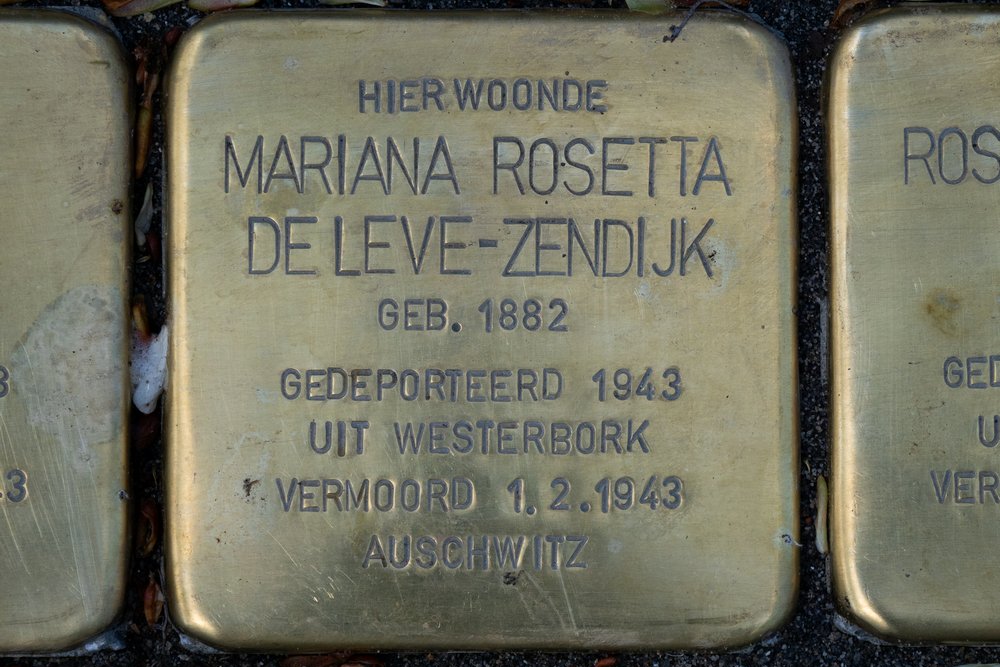 HIER WOONDE
MARIANA ROSETTA
DE LEVE-ZENDIJK
GEB. 1882
GEDEPORTEERD 1943
UIT WESTERBORK
VERMOORD 1.2.1943
AUSCHWITZ